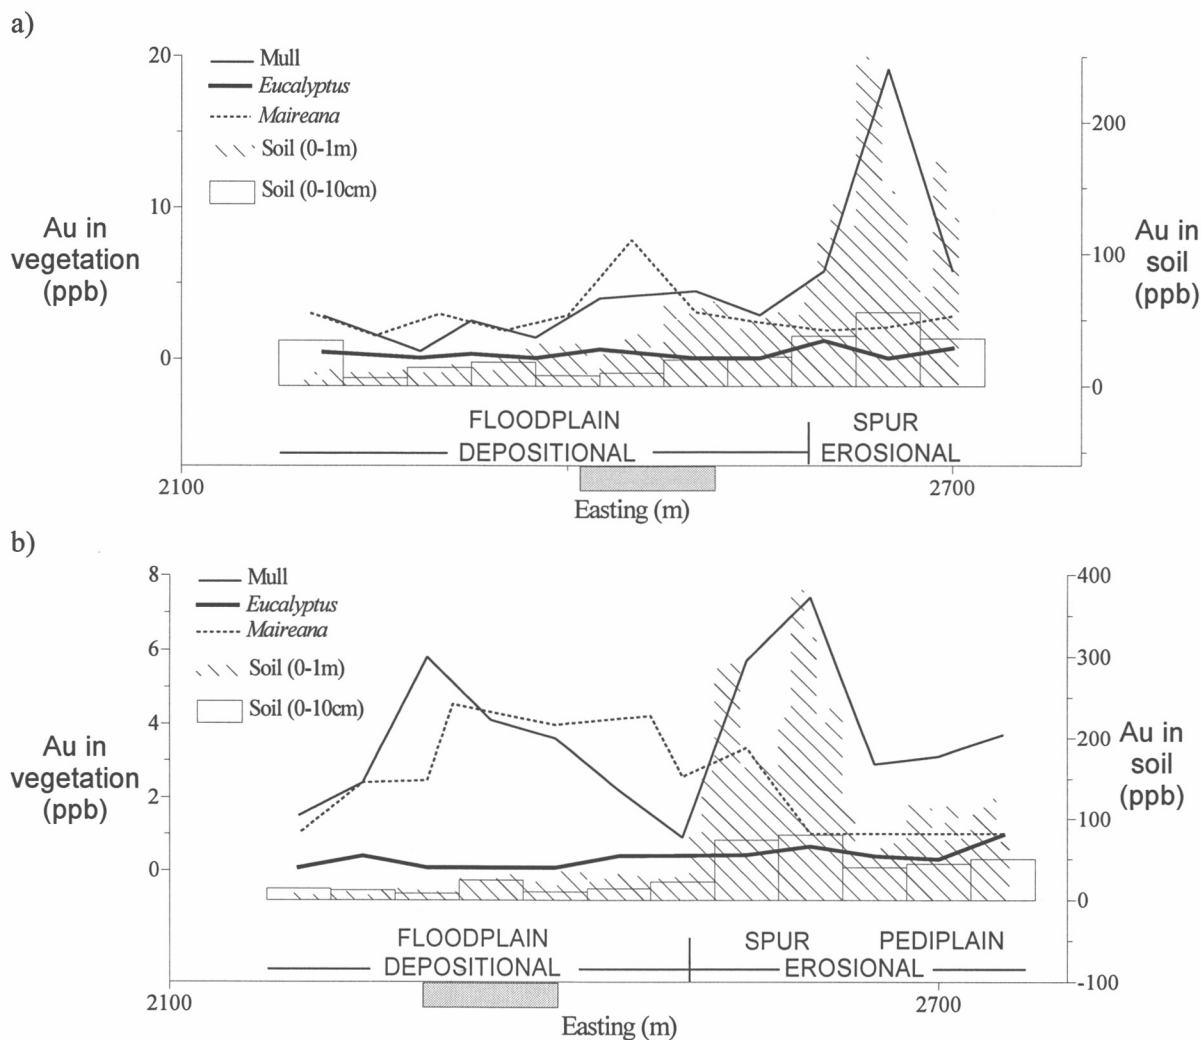 a)
20
10
0
Au in
vegetation
(ppb)
Mull
Eucalyptus
Maireana
Soil (0-1m)
Soil (0-10cm)
200
100
0
Au in
soil
(ppb)
FLOODPLAIN
DEPOSITIONAL
SPUR
EROSIONAL
2100
2700
Easting (m)
b)
8
6
4
2
0
Au in
vegetation
(ppb)
Mull
Eucalyptus
Maireana
Soil (0-1m)
Soil (0-10cm)
400
300
200
100
0
-100
Au in
soil
(ppb)
FLOODPLAIN
DEPOSITIONAL
SPUR
PEDIPLAIN
EROSIONAL
2100
2700
Easting (m)